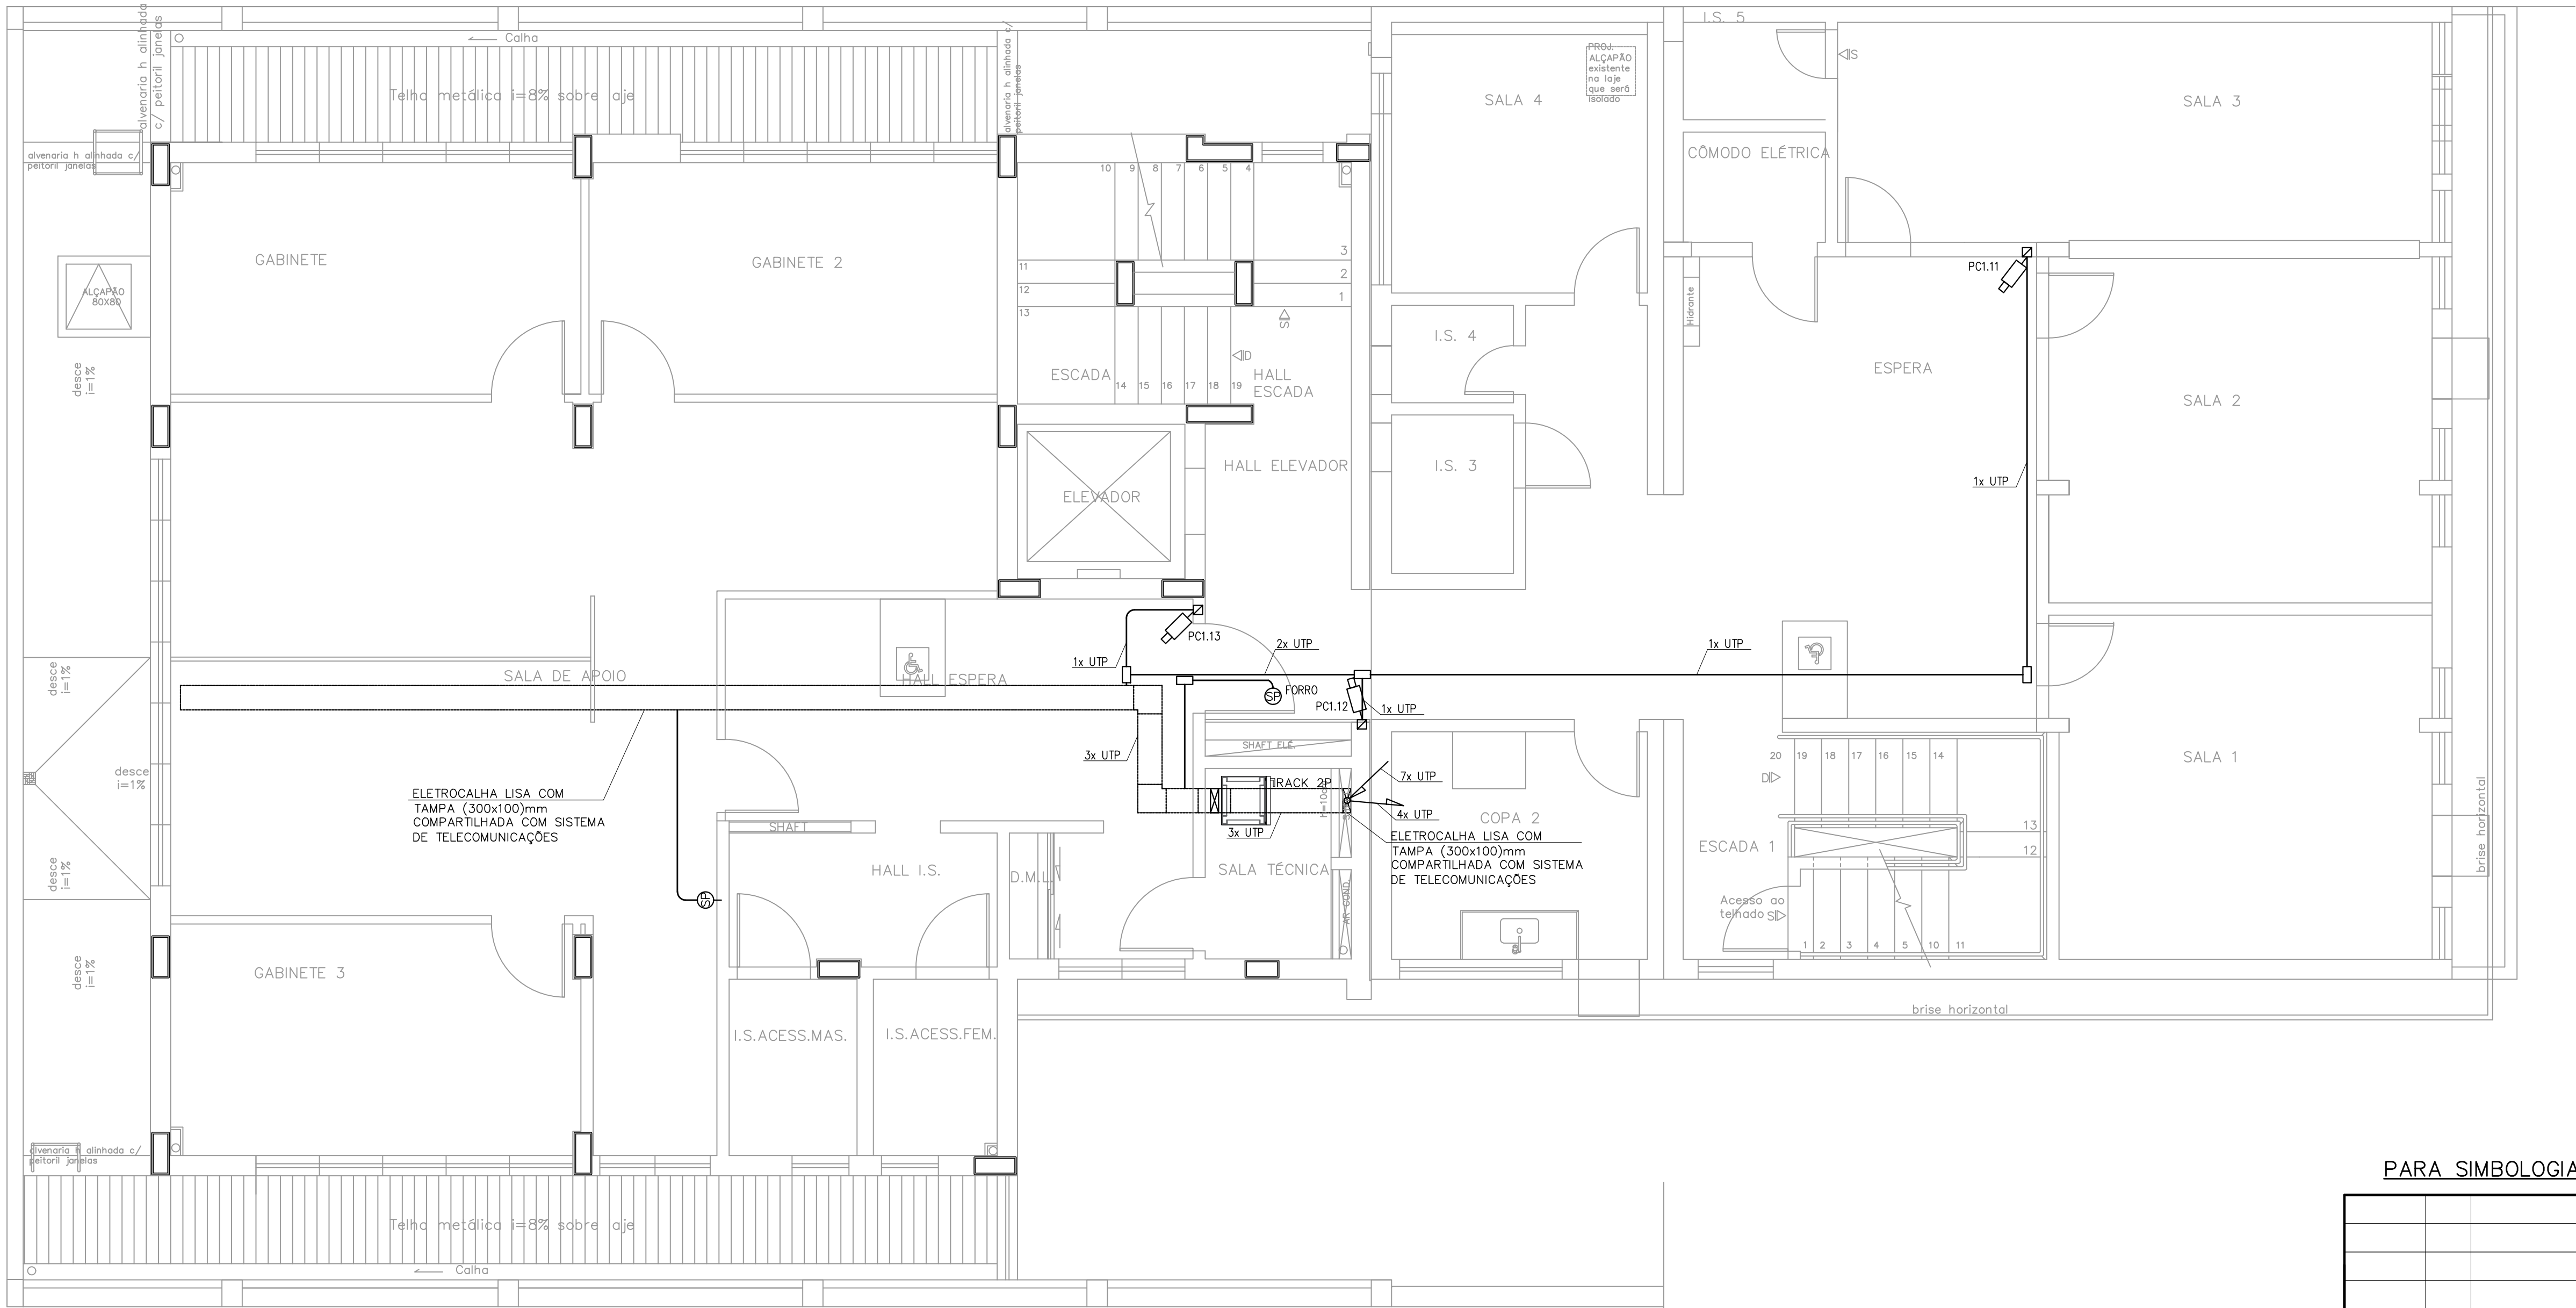 alvenaria h alinhada
c/ peitoril janelas
Calha
Telha metálica i=8% sobre laje
alvenaria h alinhada c/
peitoril janelas
alvenaria h alinhada c/
peitoril janelas
PROJ.
ALÇAPÃO
existente
na laje
que será
isolado
I.S. 5
S
SALA 4
SALA 3
CÔMODO ELÉTRICA
GABINETE
GABINETE 2
10
9
8
7
6
5
4
3
2
1
11
12
13
S
D
ESCADA
14
15
16
17
18
19
HALL
ESCADA
ALÇAPÃO
80X80
desce
i=1%
Hidrante
PC1.11
I.S. 4
ESPERA
SALA 2
HALL ELEVADOR
I.S. 3
ELEVADOR
1x UTP
PC1.13
1x UTP
2x UTP
1x UTP
SALA DE APOIO
HALL ESPERA
desce
i=1%
SP
FORRO
PC1.12
1x UTP
SHAFT ELÉ.
3x UTP
desce
i=1%
RACK 2P
7x UTP
4x UTP
3x UTP
H=10cm
20
19
18
17
16
15
14
D
SALA 1
ELETROCALHA LISA COM
TAMPA (300x100)mm
COMPARTILHADA COM SISTEMA
DE TELECOMUNICAÇÕES
COPA 2
ELETROCALHA LISA COM
TAMPA (300x100)mm
COMPARTILHADA COM SISTEMA
DE TELECOMUNICAÇÕES
SHAFT
HALL I.S.
D.M.L.
SALA TÉCNICA
AR COND.
ESCADA 1
13
12
brise horizontal
desce
i=1%
SP
Acesso ao
telhado
S
1
2
3
4
5
10
11
GABINETE 3
desce
i=1%
I.S.ACESS.MAS.
I.S.ACESS.FEM.
brise horizontal
alvenaria h alinhada c/
peitoril janelas
Telha metálica i=8% sobre laje
Calha
PARA SIMBOLOGIA